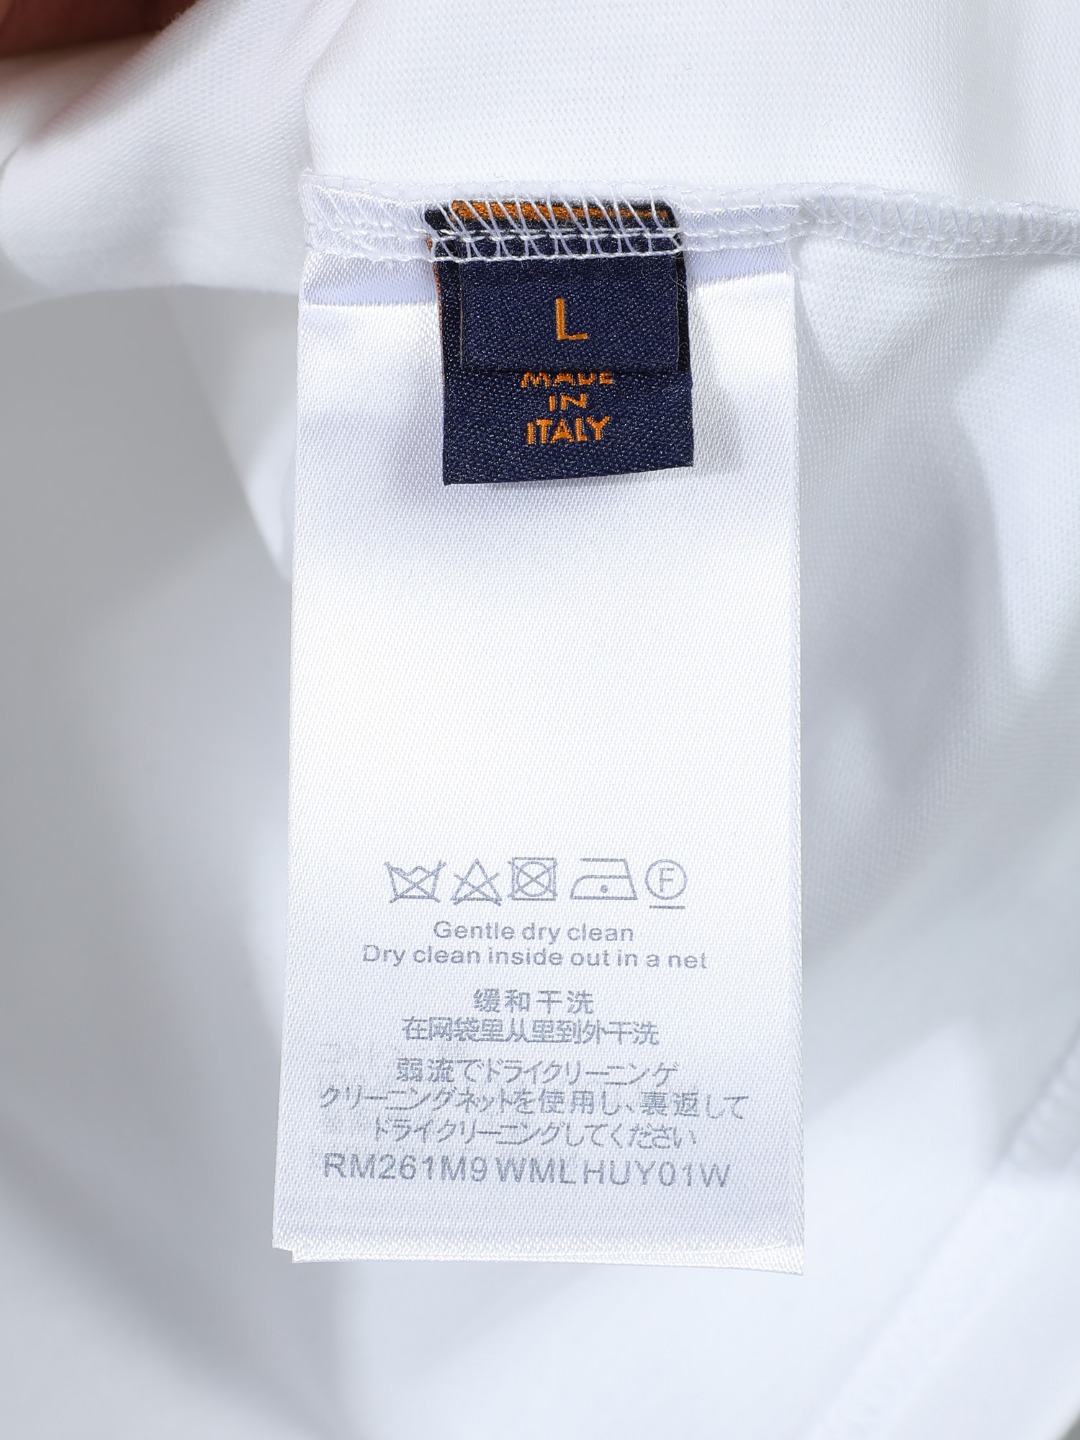 L
MADE
IN
ITALY
F
Gentle dry clean
Dry clean inside out in a net
缓和干洗
在网袋里从里到外干洗
弱流でドライクリーニンゲ
クリーニングネットを使用し、裏返して
ドライクリーニングしてください
RM261M9 WML HUY01W